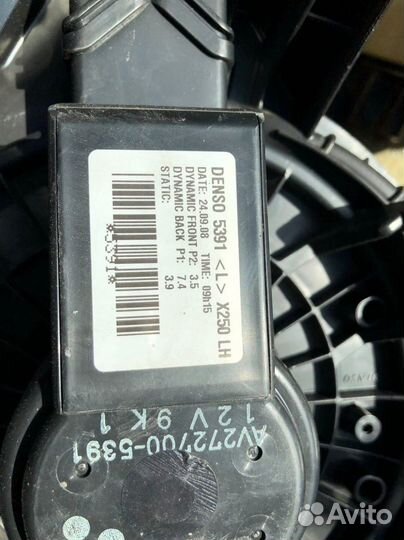 DENSO 5391 <L> X250 LH
DATE: 24.09.08 TIME: 09h15
DYNAMIC FRONT P2: 3.5
DYNAMIC BACK P1: 7.4
STATIC: 3.9
*5391*
AV272700-5391
12V 9K1
Avito